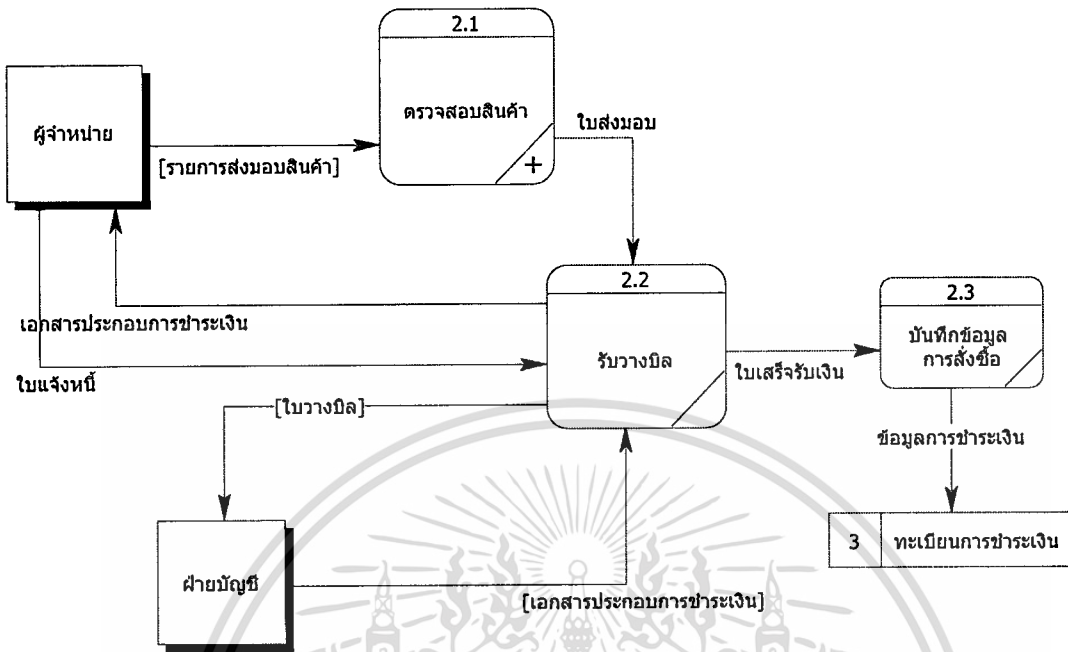 2.1
ตรวจสอบสินค้า
ผู้จำหน่าย
[รายการส่งมอบสินค้า]
ใบส่งมอบ
2.2
รับวางบิล
2.3
บันทึกข้อมูล
การสั่งซื้อ
เอกสารประกอบการชำระเงิน
ใบแจ้งหนี้
ใบเสร็จรับเงิน
[ใบวางบิล]
ข้อมูลการชำระเงิน
3 ทะเบียนการชำระเงิน
ฝ่ายบัญชี
[เอกสารประกอบการชำระเงิน]